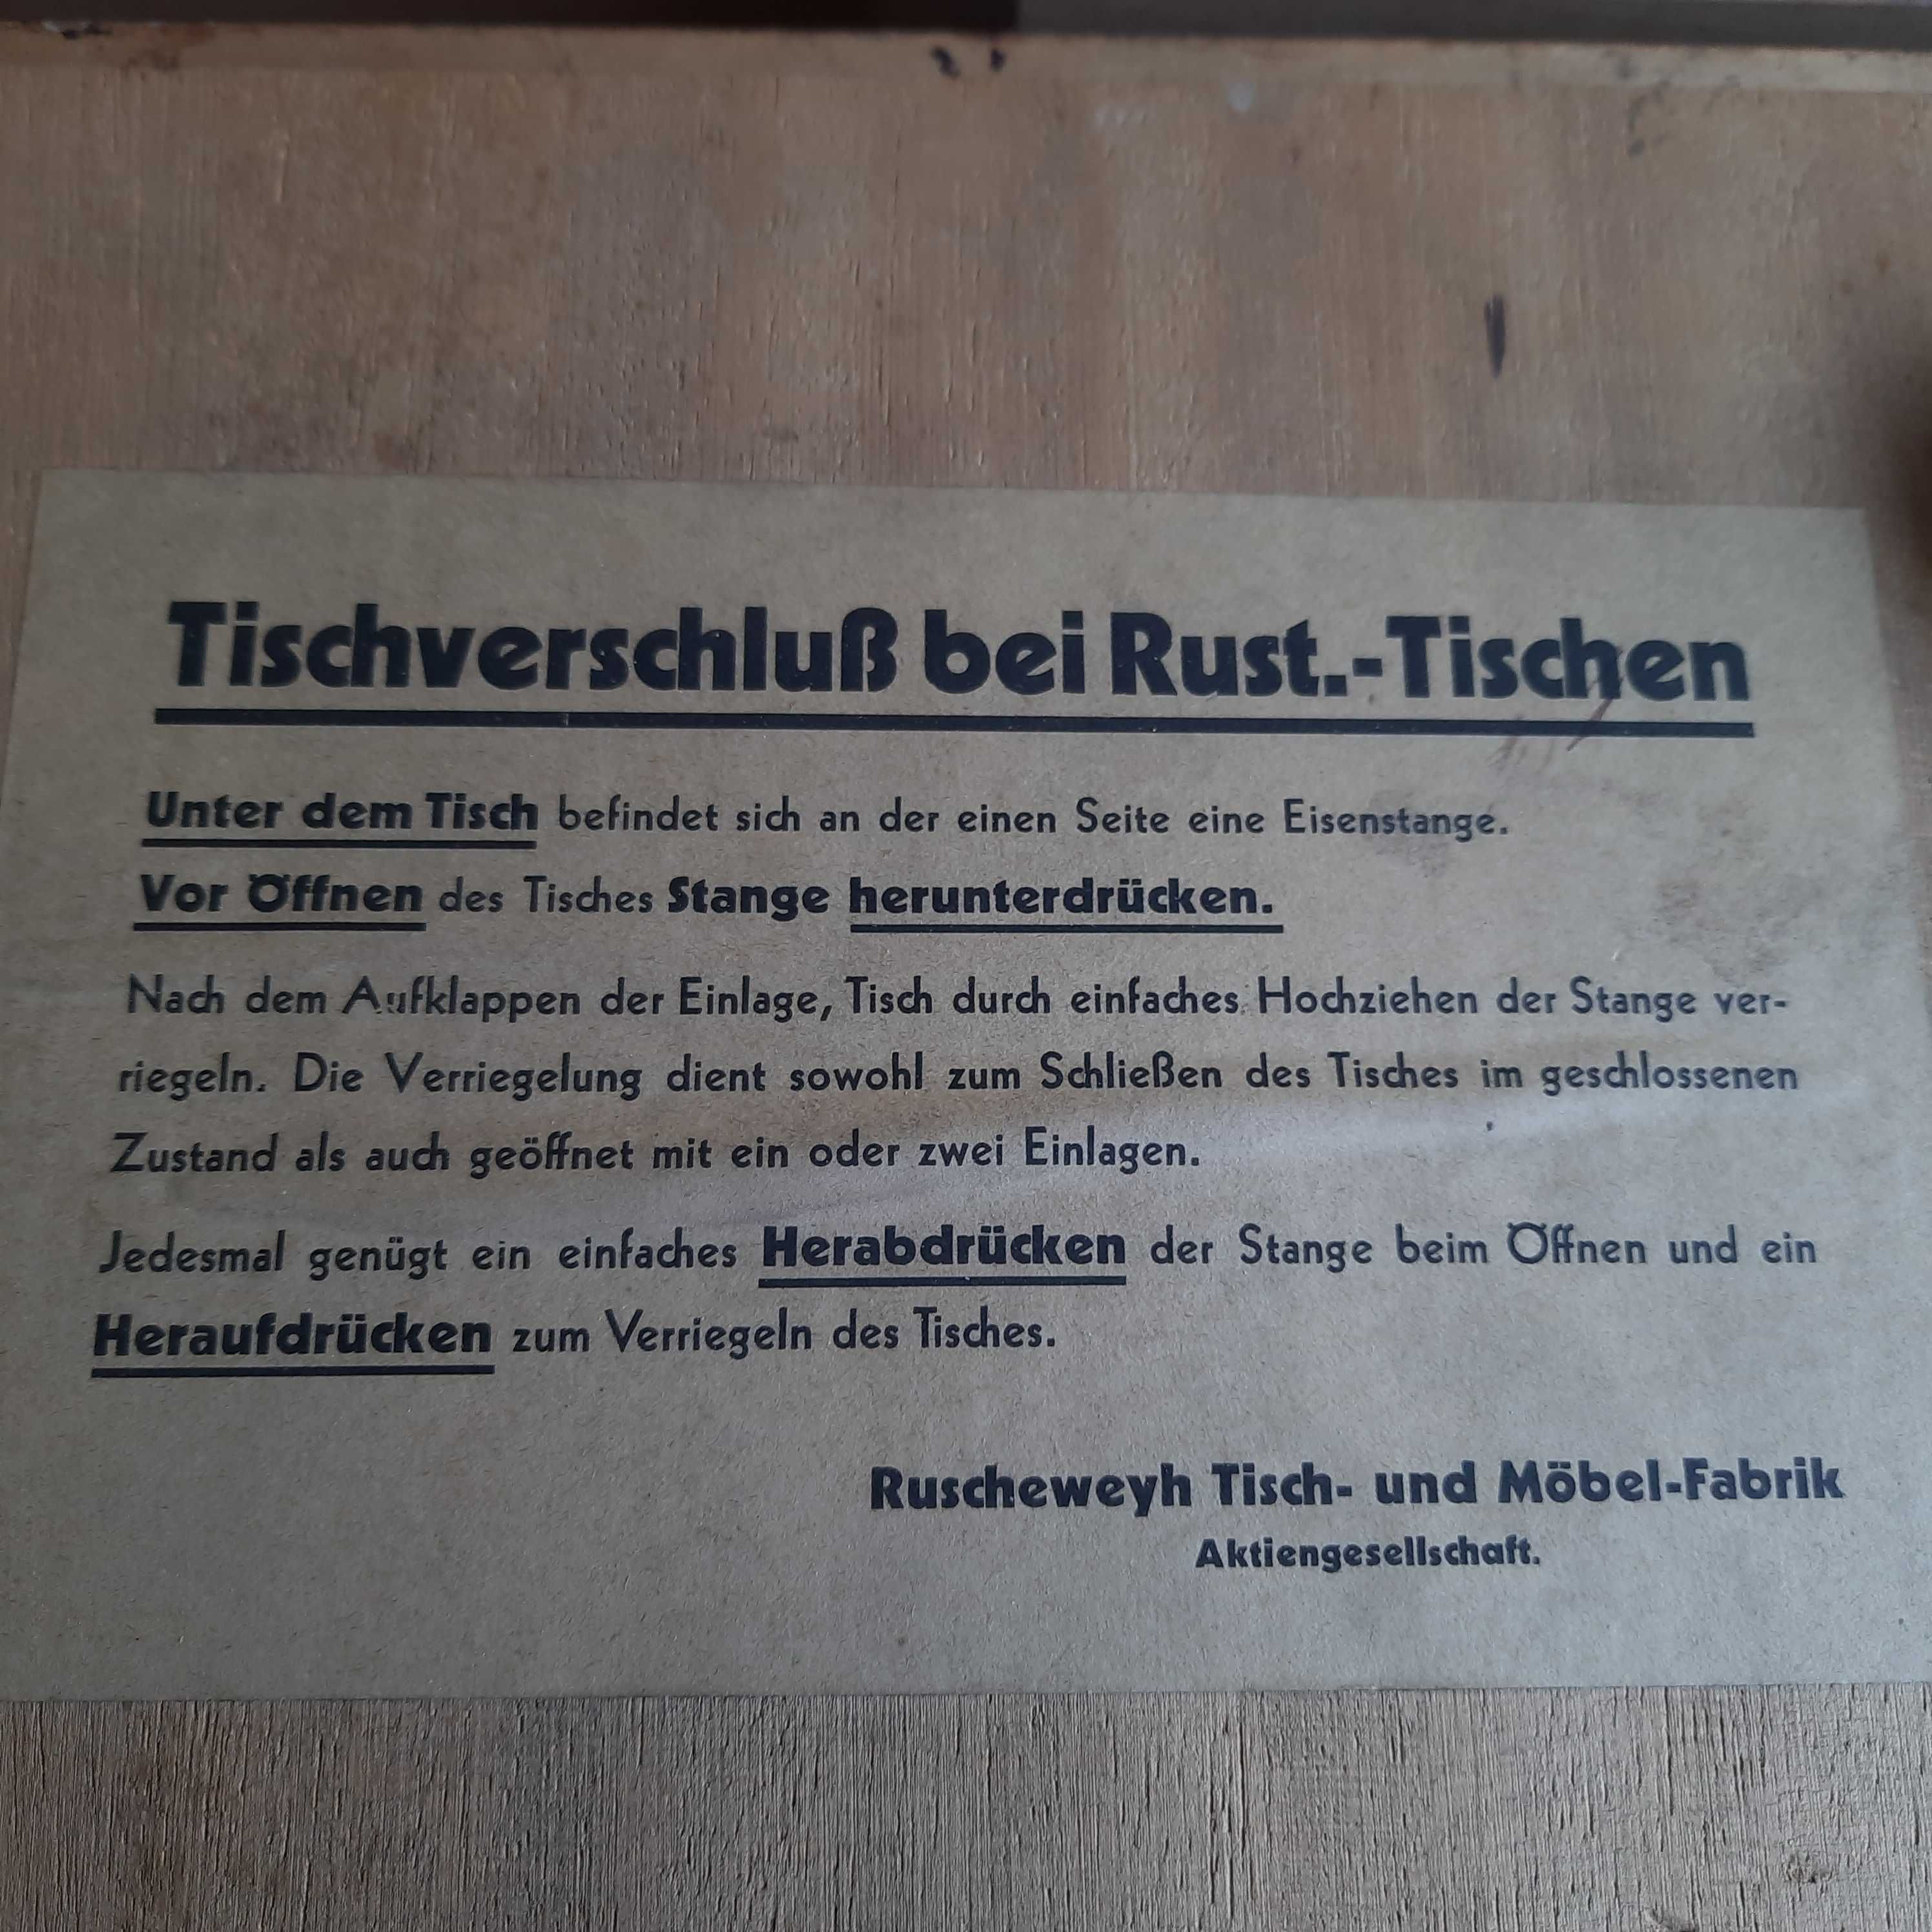 Tischverschluß bei Rust.-Tischen
Unter dem Tisch befindet sich an der einen Seite eine Eisenstange.
Vor Öffnen des Tisches Stange herunterdrücken.
Nach dem Aufklappen der Einlage, Tisch durch einfaches Hochziehen der Stange ver-
riegeln. Die Verriegelung dient sowohl zum Schließen des Tisches im geschlossenen
Zustand als auch geöffnet mit ein oder zwei Einlagen.
Jedesmal genügt ein einfaches Herabdrücken der Stange beim Öffnen und ein
Heraufdrücken zum Verriegeln des Tisches.
Ruscheweyh Tisch- und Möbel-Fabrik
Aktiengesellschaft.